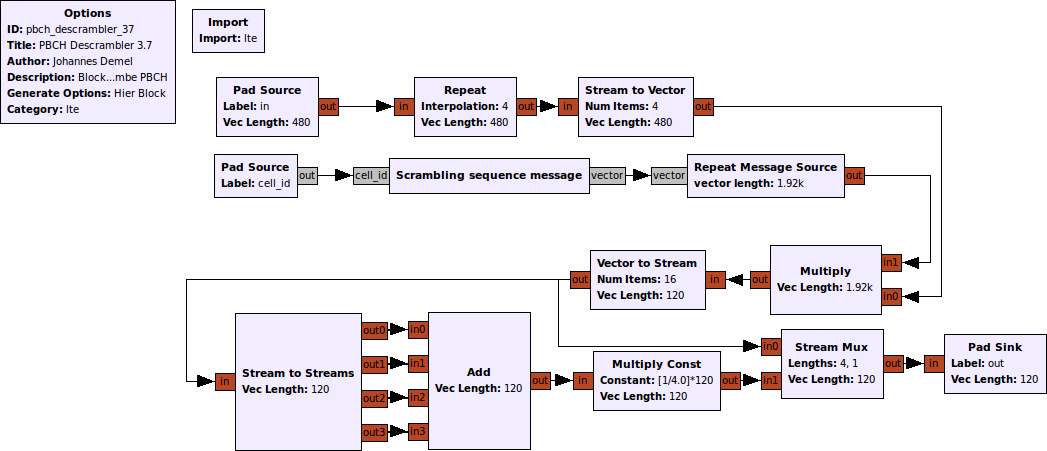 Options
ID: pbch_descrambler_37
Title: PBCH Descrambler 3.7
Author: Johannes Demel
Description: Block...mbe PBCH
Generate Options: Hier Block
Category: lte
Import
Import: lte
Pad Source
Label: in
Vec Length: 480
out
in
Repeat
Interpolation: 4
Vec Length: 480
out
in
Stream to Vector
Num Items: 4
Vec Length: 480
out
Pad Source
Label: cell_id
out
cell_id
Scrambling sequence message
vector
vector
Repeat Message Source
vector length: 1.92k
out
out
Vector to Stream
Num Items: 16
Vec Length: 120
in
out
Multiply
Vec Length: 1.92k
in1
in0
in
Stream to Streams
Vec Length: 120
out0
out1
out2
out3
in0
in1
in2
in3
Add
Vec Length: 120
out
in
Multiply Const
Constant: [1/4.0]*120
Vec Length: 120
out
in0
in1
Stream Mux
Lengths: 4, 1
Vec Length: 120
out
in
Pad Sink
Label: out
Vec Length: 120